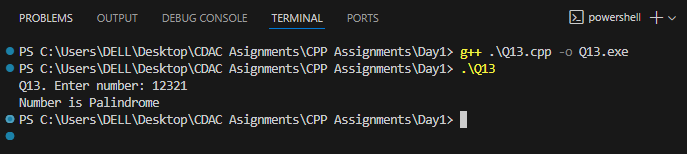 PROBLEMS OUTPUT DEBUG CONSOLE TERMINAL PORTS powershell
PS C:\Users\DELL\Desktop\CDAC Asignments\CPP Assignments\Day1> g++ .\Q13.cpp -o Q13.exe
PS C:\Users\DELL\Desktop\CDAC Asignments\CPP Assignments\Day1> .\Q13
Q13. Enter number: 12321
Number is Palindrome
PS C:\Users\DELL\Desktop\CDAC Asignments\CPP Assignments\Day1>